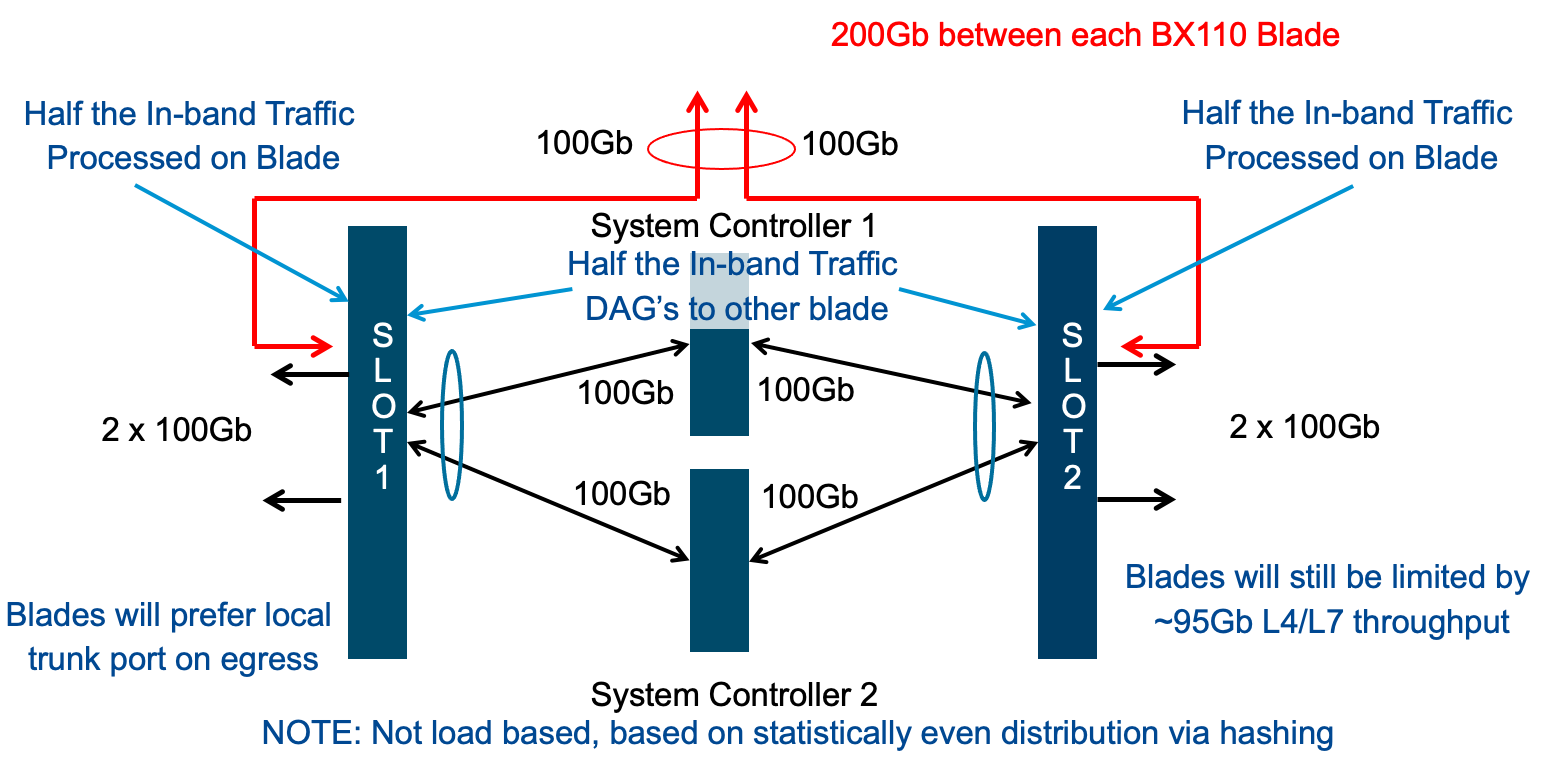 200Gb between each BX110 Blade
Half the In-band Traffic
Processed on Blade
100Gb
100Gb
Half the In-band Traffic
Processed on Blade
System Controller 1
Half the In-band Traffic
DAG's to other blade
SLOT1
SLOT2
100Gb
100Gb
2 x 100Gb
2 x 100Gb
100Gb
100Gb
Blades will prefer local
trunk port on egress
Blades will still be limited by
~95Gb L4/L7 throughput
System Controller 2
NOTE: Not load based, based on statistically even distribution via hashing